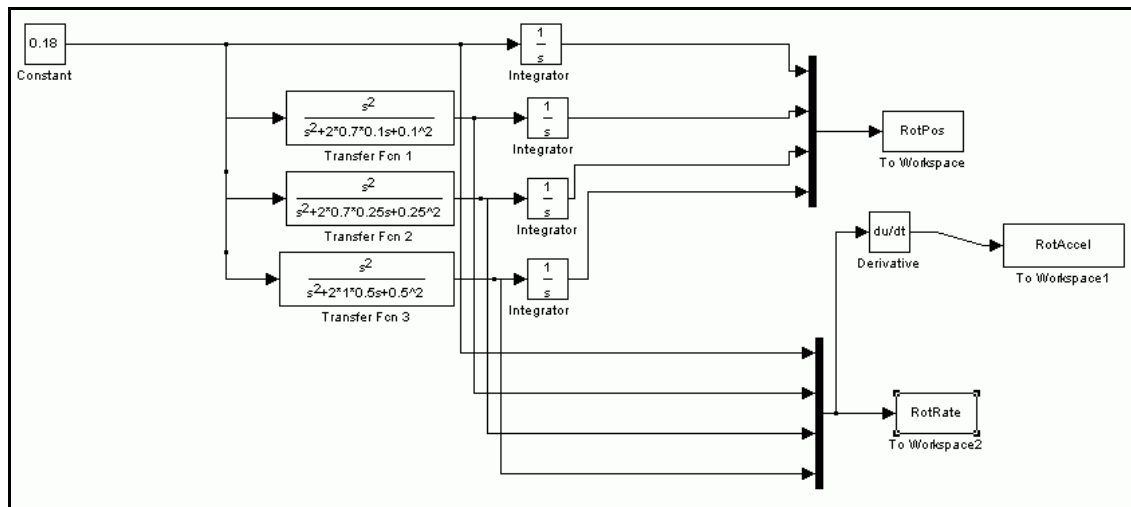 0.18
Constant
1
s
Integrator
s2
s2+2*0.7*0.1s+0.1^2
Transfer Fcn 1
1
s
Integrator
RotPos
To Workspace
s2
s2+2*0.7*0.25s+0.25^2
Transfer Fcn 2
1
s
Integrator
du/dt
Derivative
RotAccel
To Workspace1
s2
s2+2*1*0.5s+0.5^2
Transfer Fcn 3
1
s
Integrator
RotRate
To Workspace2